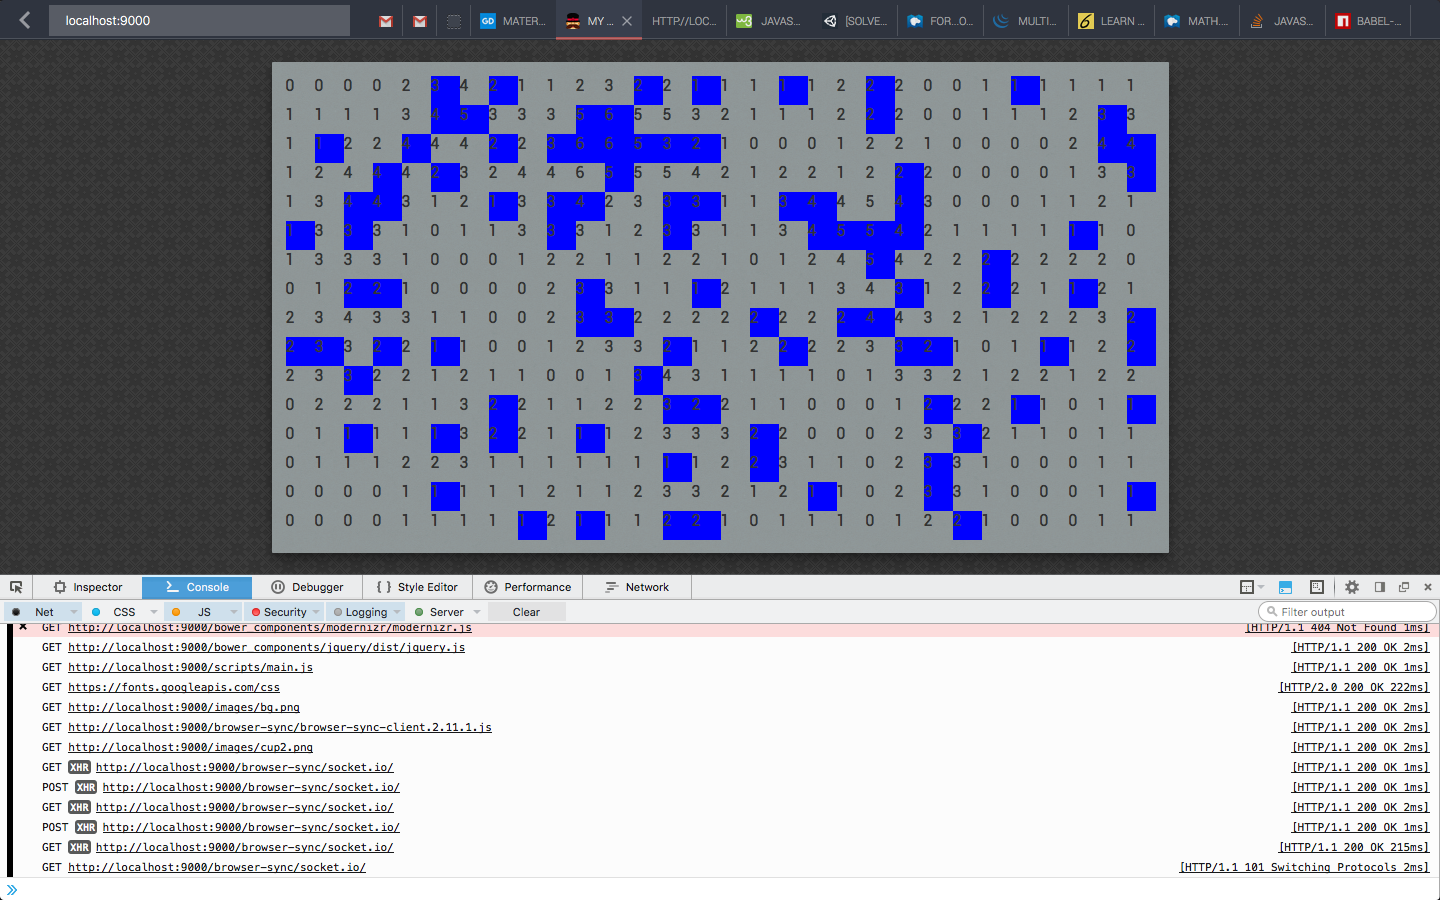 localhost:9000
GD MATER... MY ... HTTP://LOC... JAVAS... [SOLVE... FOR...O... MULTI... LEARN ... MATH.... JAVAS... BABEL-...
0 0 0 0 2 3 4 2 1 1 2 3 2 2 1 1 1 1 1 2 2 2 0 0 1 1 1 1 1 1
1 1 1 1 3 4 5 3 3 3 5 6 5 5 3 2 1 1 1 2 2 2 0 0 1 1 1 2 3 3
1 1 2 2 4 4 4 2 2 3 6 6 5 3 2 1 0 0 0 1 2 2 1 0 0 0 0 2 4 4
1 2 4 4 4 2 3 2 4 4 6 5 5 5 4 2 1 2 2 1 2 2 2 0 0 0 0 1 3 3
1 3 4 4 3 1 2 1 3 3 4 2 3 3 3 1 1 3 4 4 5 4 3 0 0 0 1 1 2 1
1 3 3 3 1 0 1 1 3 3 3 1 2 3 3 1 1 3 4 5 5 4 2 1 1 1 1 1 1 0
1 3 3 3 1 0 0 0 1 2 2 1 1 2 2 1 0 1 2 4 5 4 2 2 2 2 2 2 2 0
0 1 2 2 1 0 0 0 0 2 3 3 1 1 1 2 1 1 1 3 4 3 1 2 2 2 1 1 2 1
2 3 4 3 3 1 1 0 0 2 3 3 2 2 2 2 2 2 2 2 4 4 3 2 1 2 2 2 3 2
2 3 3 2 2 1 1 0 0 1 2 3 3 2 1 1 2 2 2 2 3 3 2 1 0 1 1 1 2 2
2 3 3 2 2 1 2 1 1 0 0 1 3 4 3 1 1 1 1 0 1 3 3 2 1 2 2 1 2 2
0 2 2 2 1 1 3 2 2 1 1 2 2 3 2 2 1 1 0 0 0 1 2 2 2 1 1 0 1 1
0 1 1 1 1 1 3 2 2 1 1 1 2 3 3 3 2 2 0 0 0 2 3 3 2 1 1 0 1 1
0 1 1 1 2 2 3 1 1 1 1 1 1 1 1 2 2 3 1 1 0 2 3 3 1 0 0 0 1 1
0 0 0 0 1 1 1 1 1 2 1 1 2 3 3 2 1 2 1 1 0 2 3 3 1 0 0 0 1 1
0 0 0 0 1 1 1 1 1 2 1 1 1 2 2 1 0 1 1 1 0 1 2 2 1 0 0 0 1 1
Inspector Console Debugger Style Editor Performance Network
Net CSS JS Security Logging Server Clear Filter output
GET http://localhost:9000/bower_components/modernizr/modernizr.js [HTTP/1.1 404 Not Found 1ms]
GET http://localhost:9000/bower_components/jquery/dist/jquery.js [HTTP/1.1 200 OK 2ms]
GET http://localhost:9000/scripts/main.js [HTTP/1.1 200 OK 1ms]
GET https://fonts.googleapis.com/css [HTTP/2.0 200 OK 222ms]
GET http://localhost:9000/images/bg.png [HTTP/1.1 200 OK 2ms]
GET http://localhost:9000/browser-sync/browser-sync-client.2.11.1.js [HTTP/1.1 200 OK 2ms]
GET http://localhost:9000/images/cup2.png [HTTP/1.1 200 OK 2ms]
GET XHR http://localhost:9000/browser-sync/socket.io/ [HTTP/1.1 200 OK 1ms]
POST XHR http://localhost:9000/browser-sync/socket.io/ [HTTP/1.1 200 OK 1ms]
GET XHR http://localhost:9000/browser-sync/socket.io/ [HTTP/1.1 200 OK 2ms]
POST XHR http://localhost:9000/browser-sync/socket.io/ [HTTP/1.1 200 OK 1ms]
GET XHR http://localhost:9000/browser-sync/socket.io/ [HTTP/1.1 200 OK 215ms]
GET http://localhost:9000/browser-sync/socket.io/ [HTTP/1.1 101 Switching Protocols 2ms]